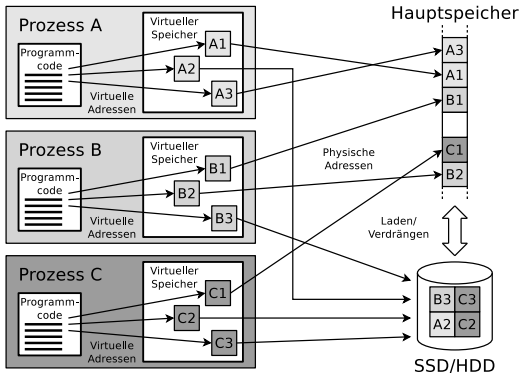 Prozess A
Programm-
code
Virtuelle
Adressen
Virtueller
Speicher
A1
A2
A3
Prozess B
Programm-
code
Virtuelle
Adressen
Virtueller
Speicher
B1
B2
B3
Prozess C
Programm-
code
Virtuelle
Adressen
Virtueller
Speicher
C1
C2
C3
Hauptspeicher
A3
A1
B1
C1
B2
Physische
Adressen
Laden/
Verdrängen
B3 C3
A2 C2
SSD/HDD